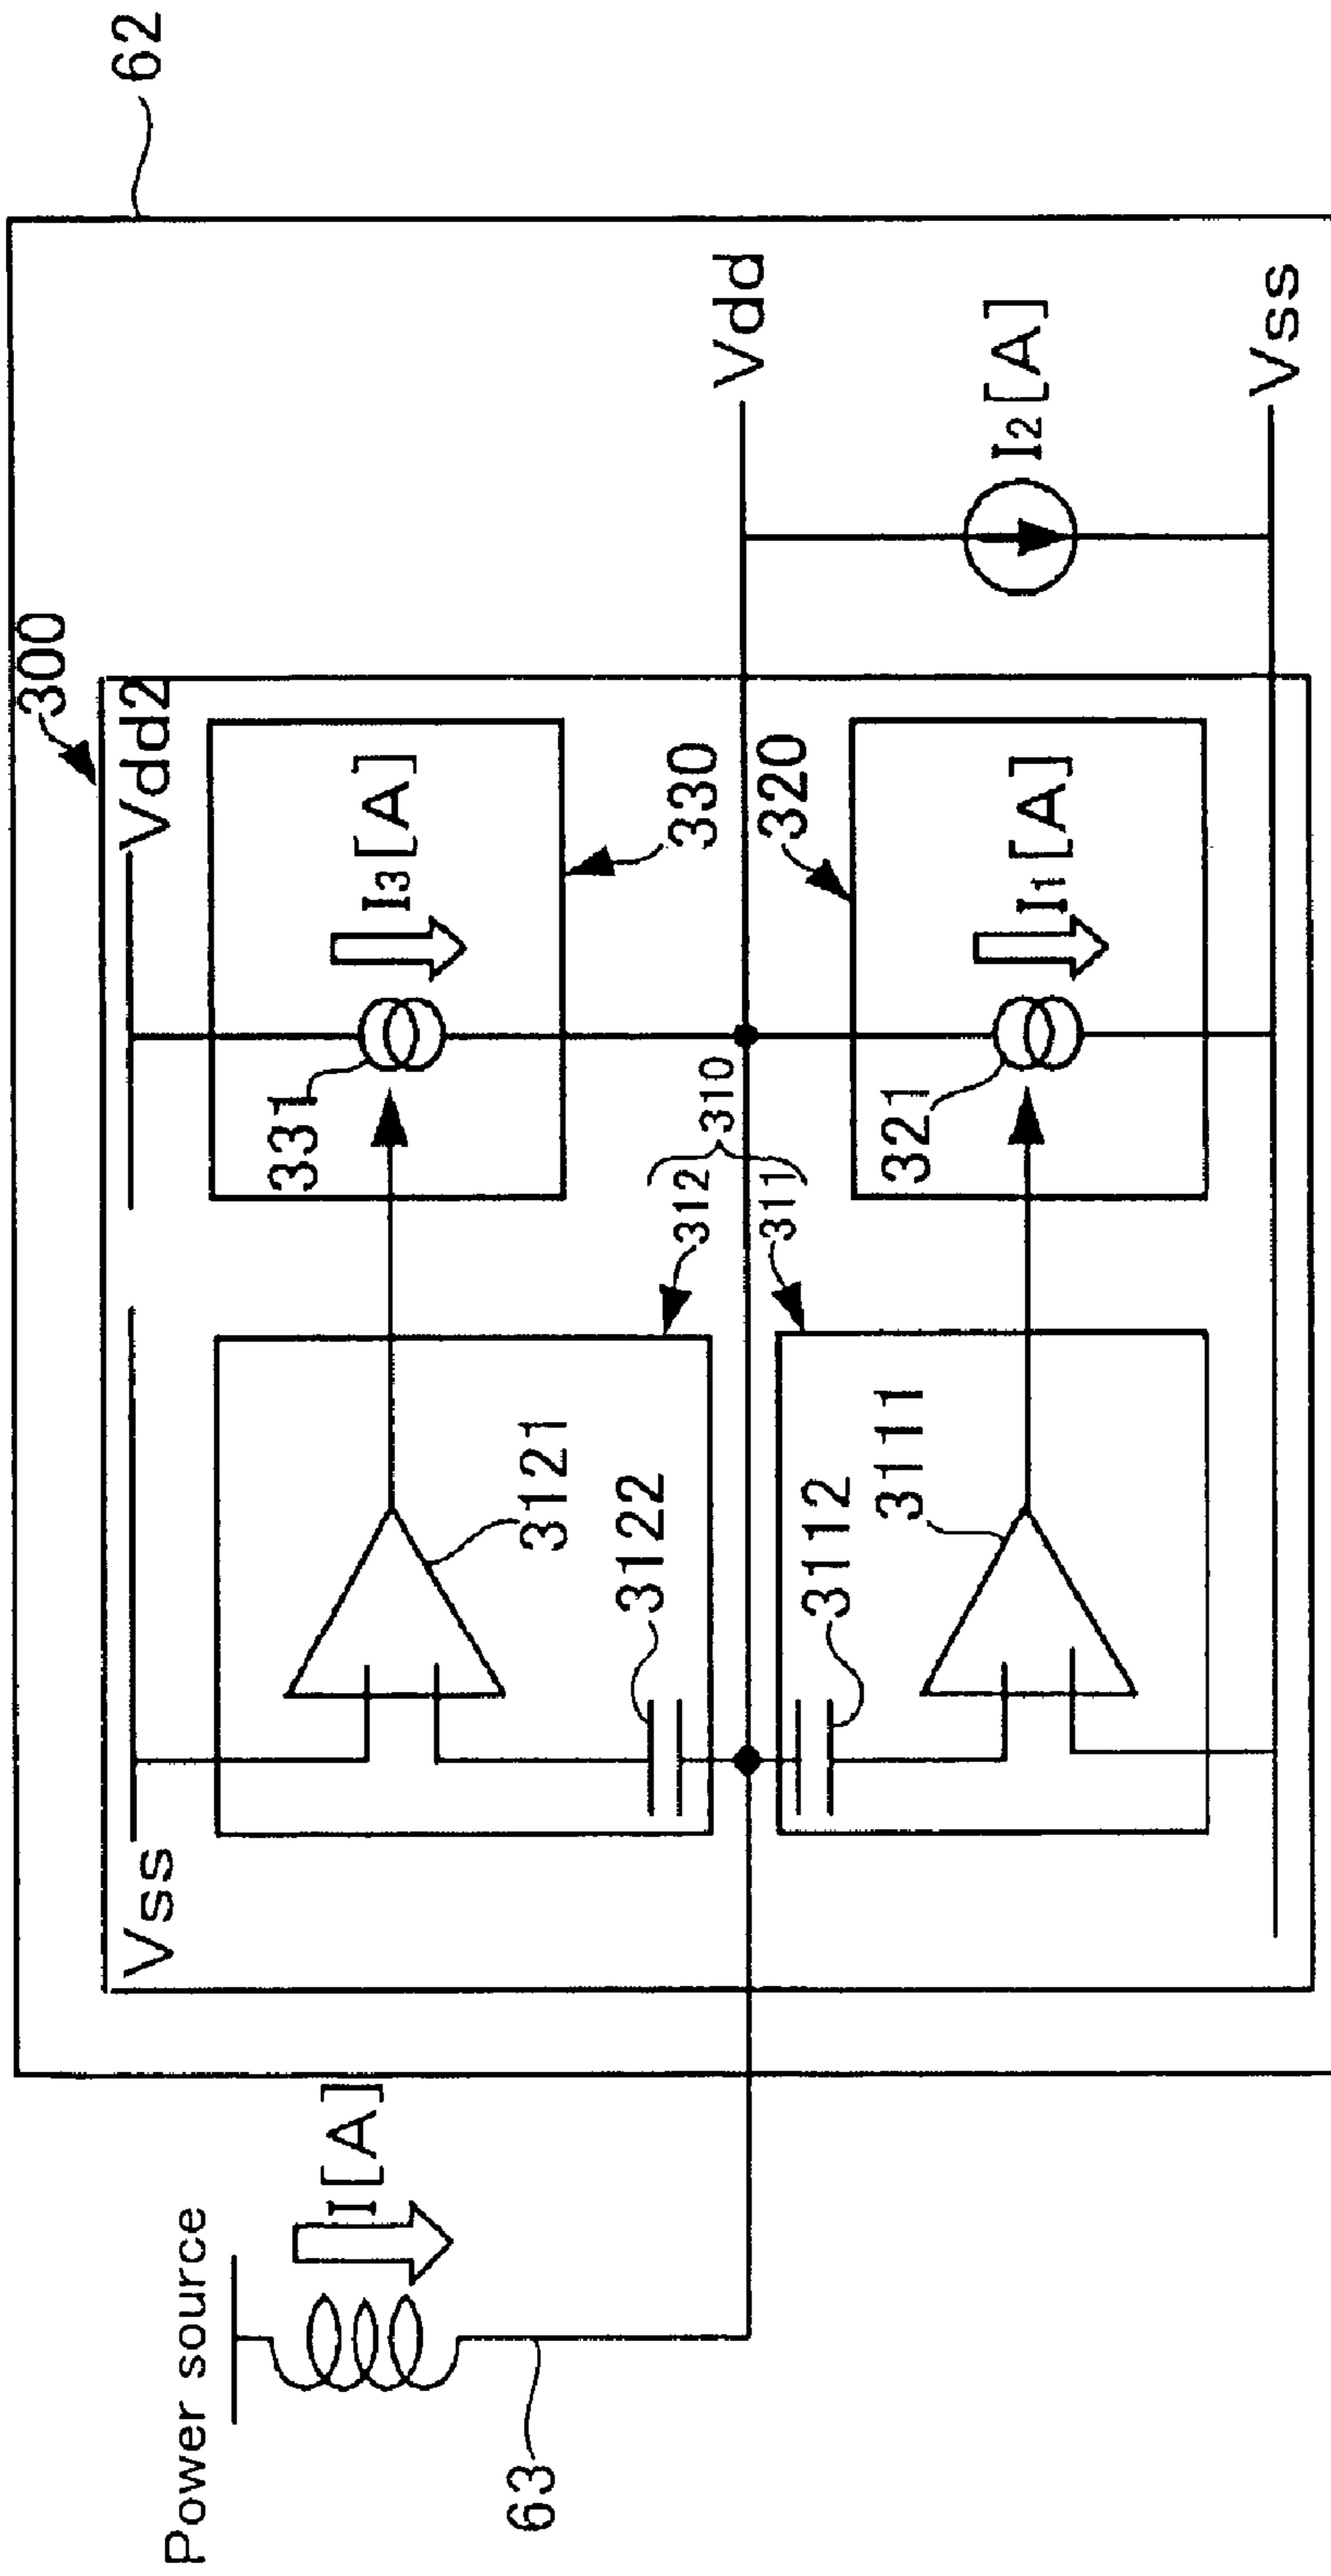 62
300
Vdd2
Vss
I3[A]
331
330
Vdd
3121
3122
312
310
311
320
I1[A]
321
3112
3111
I2[A]
Vss
Power source
I[A]
63